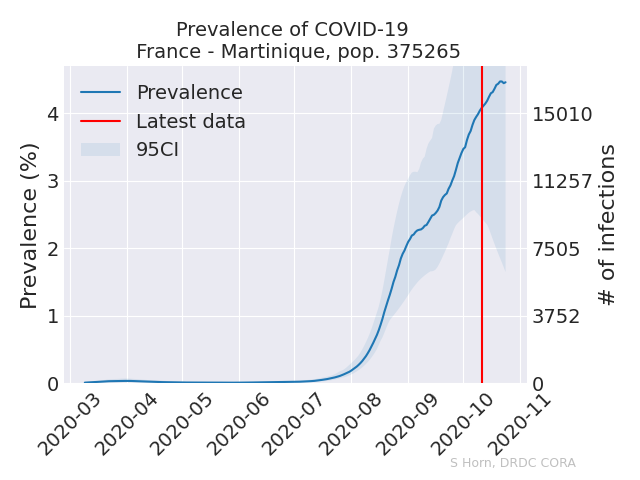 Prevalence of COVID-19
France - Martinique, pop. 375265
Prevalence
Latest data
95CI
Prevalence (%)
4
3
2
1
0
15010
11257
7505
3752
0
# of infections
2020-03
2020-04
2020-05
2020-06
2020-07
2020-08
2020-09
2020-10
2020-11
S Horn, DRDC CORA